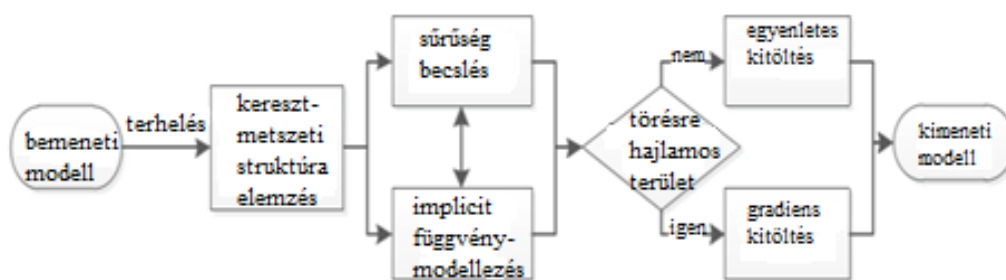 bemeneti
modell
terhelés
kereszt-
metszeti
struktúra
elemzés
sűrűség
becslés
implicit
függvény-
modellezés
törésre
hajlamos
terület
nem
igen
egyenletes
kitöltés
gradiens
kitöltés
kimeneti
modell